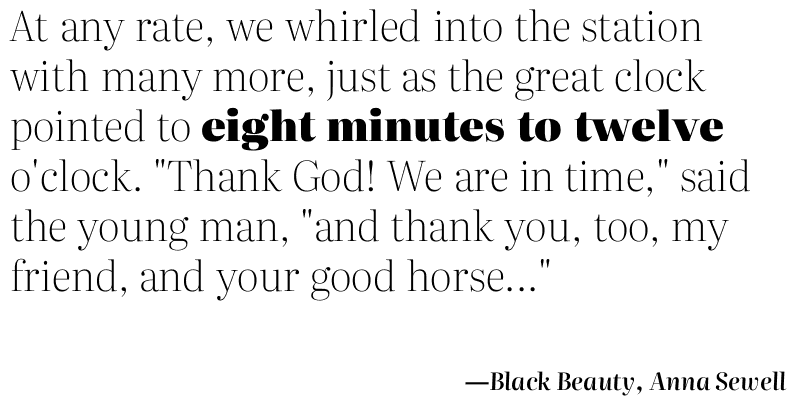 At any rate, we whirled into the station
with many more, just as the great clock
pointed to eight minutes to twelve
o'clock. "Thank God! We are in time," said
the young man, "and thank you, too, my
friend, and your good horse..."
—Black Beauty, Anna Sewell